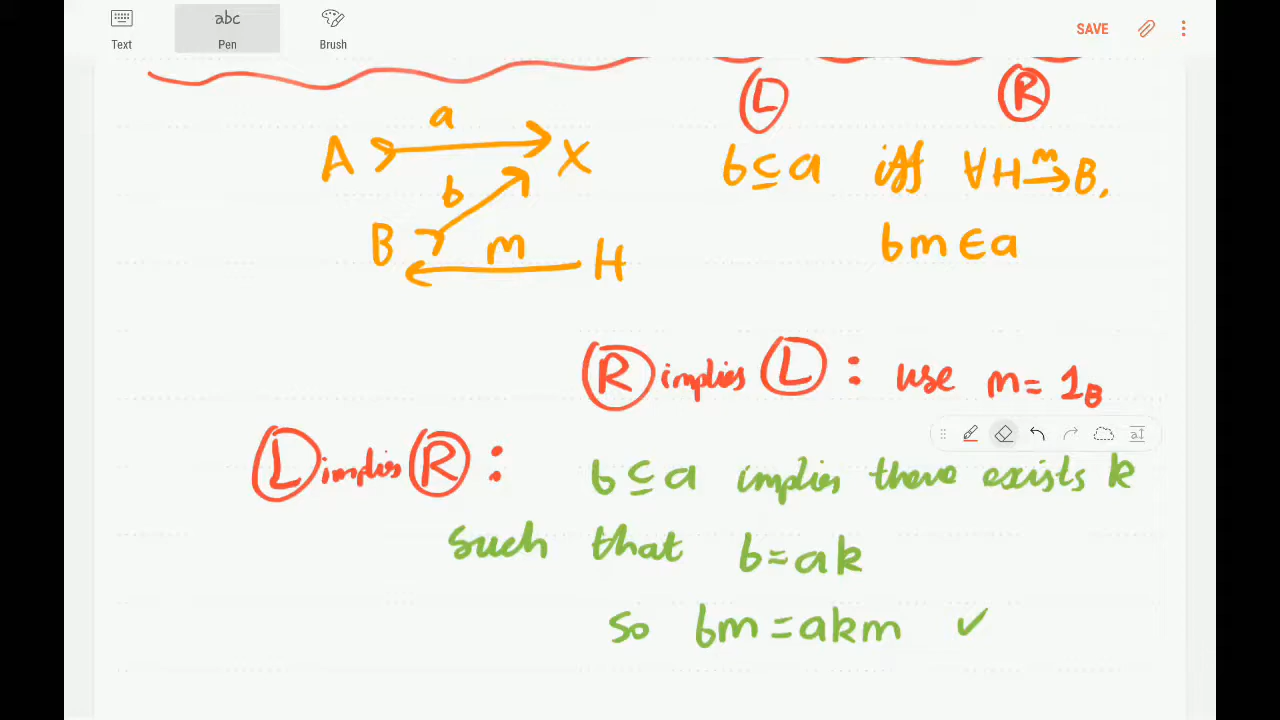 Text abc Pen Brush SAVE
L R
A a X b ⊆ a iff ∀H m→ B,
b
B m H bm ∈ a
R implies L : use m = 1_B
L implies R : b ⊆ a implies there exists k
such that b = ak
so bm = akm ✓